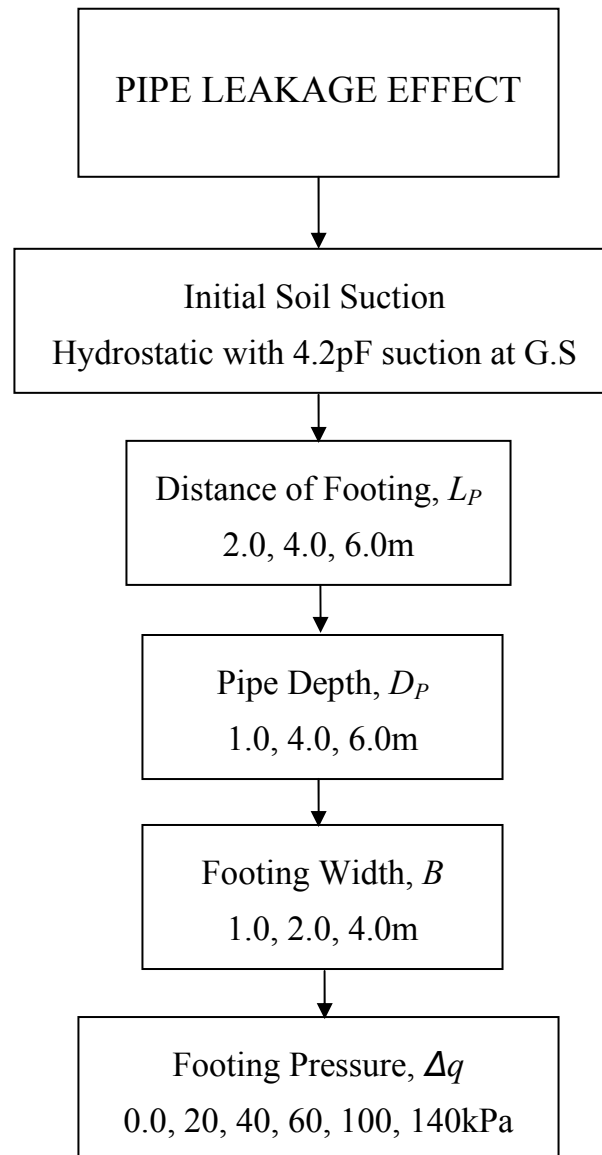 PIPE LEAKAGE EFFECT
Initial Soil Suction
Hydrostatic with 4.2pF suction at G.S
Distance of Footing, L_P
2.0, 4.0, 6.0m
Pipe Depth, D_P
1.0, 4.0, 6.0m
Footing Width, B
1.0, 2.0, 4.0m
Footing Pressure, Δq
0.0, 20, 40, 60, 100, 140kPa